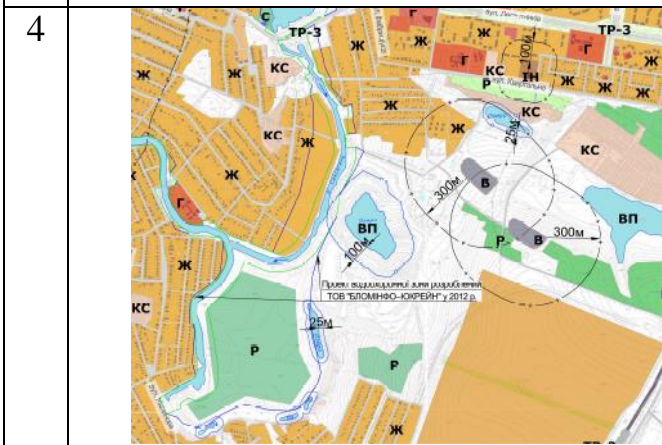 4
С
ТР-3
Г
Ж
100м
Г
ТР-3
Ж
КС
Ж
Г
КС
ІН
Ж
Р
Ж
Ж
Ж
Ж
КС
25м
КС
Ж
КС
Ж
Ж
В
300м
Г
ВП
ВП
100м
Р
В
300м
Ж
Проект водоохоронної зони розроблений
ТОВ "БЛОМІНФО-ЮКРЕЙН" у 2012 р.
КС
25м
Р
Р
Ж
Ж